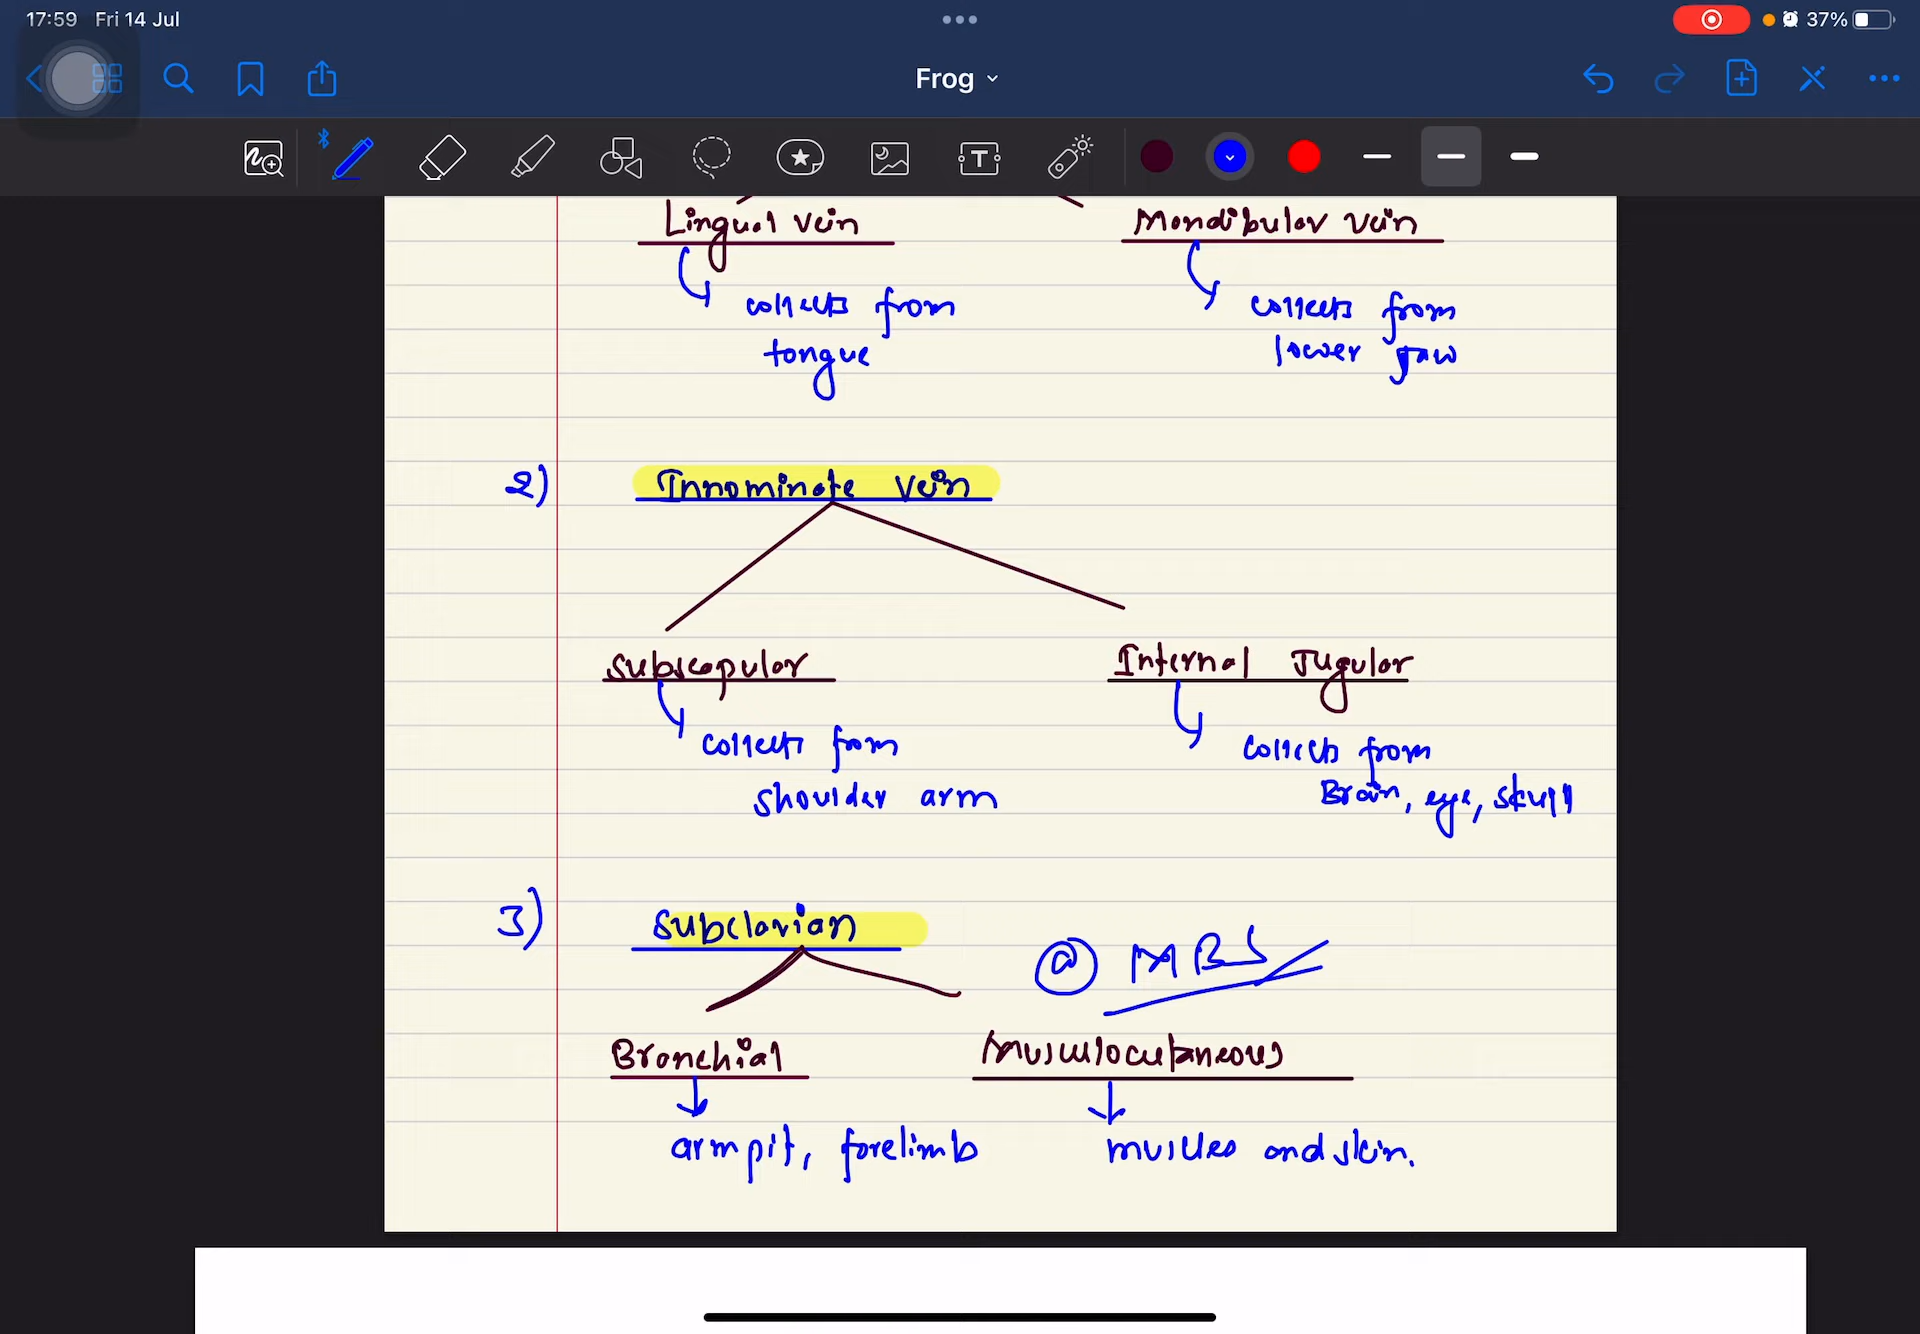 17:59 Fri 14 Jul
37%
Frog
T
Lingual Vein
Mandibular Vein
collects from
tongue
collects from
lower jaw
2) Innominate Vein
Subscapular
Internal Jugular
collects from
shoulder arm
collects from
Brain, eye, skull
3) Subclavian
@ MBS
Bronchial
Musculocutaneous
armpit, forelimb
muscles and skin.